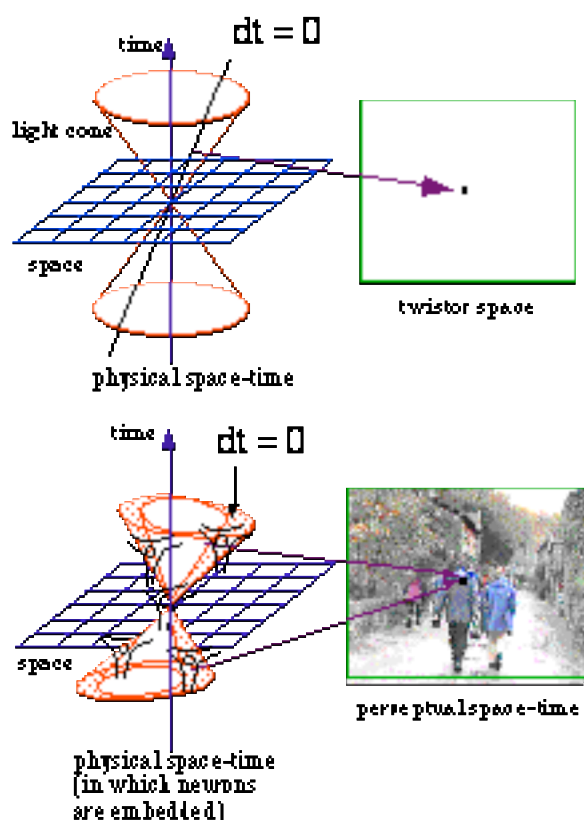 dt = 0
time
light cone
space
twistor space
physical space-time
time
dt = 0
space
perseptual space-time
physical space-time
(in which neurons
are embedded)